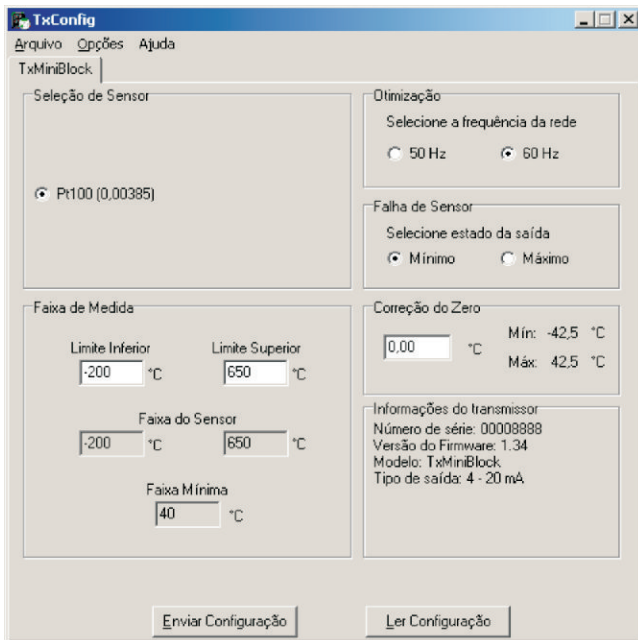 TxConfig
Arquivo Opções Ajuda
TxMiniBlock
Seleção de Sensor
Pt100 (0,00385)
Otimização
Selecione a frequência da rede
50 Hz 60 Hz
Falha de Sensor
Selecione estado da saída
Mínimo Máximo
Faixa de Medida
Limite Inferior Limite Superior
-200 °C 650 °C
Faixa do Sensor
-200 °C 650 °C
Faixa Mínima
40 °C
Correção do Zero
0,00 °C
Mín: -42,5 °C
Máx: 42,5 °C
Informações do transmissor
Número de série: 00008888
Versão do Firmware: 1.34
Modelo: TxMiniBlock
Tipo de saída: 4 - 20 mA
Enviar Configuração Ler Configuração